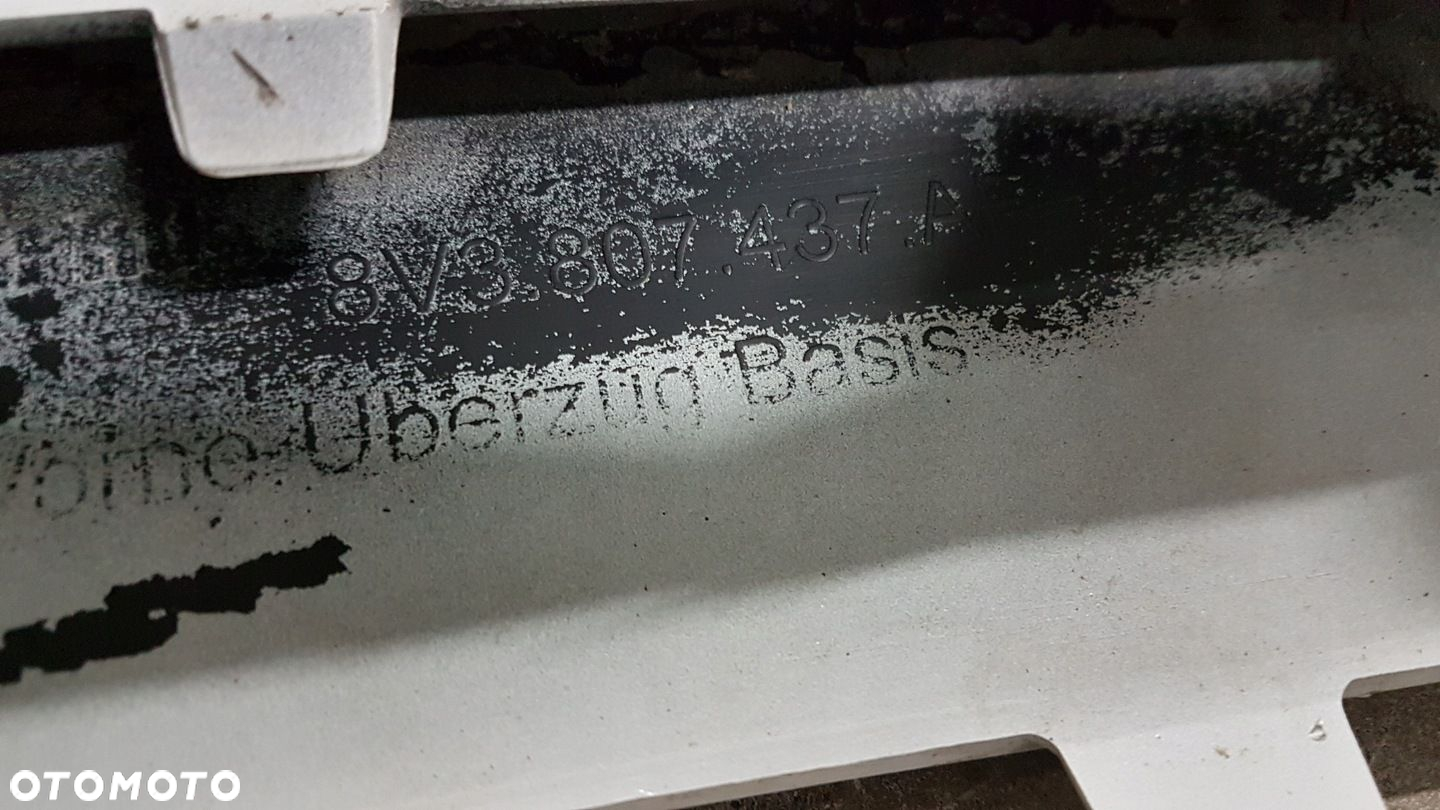 8V3.807.437.A
Überzug Basis
OTOMOTO